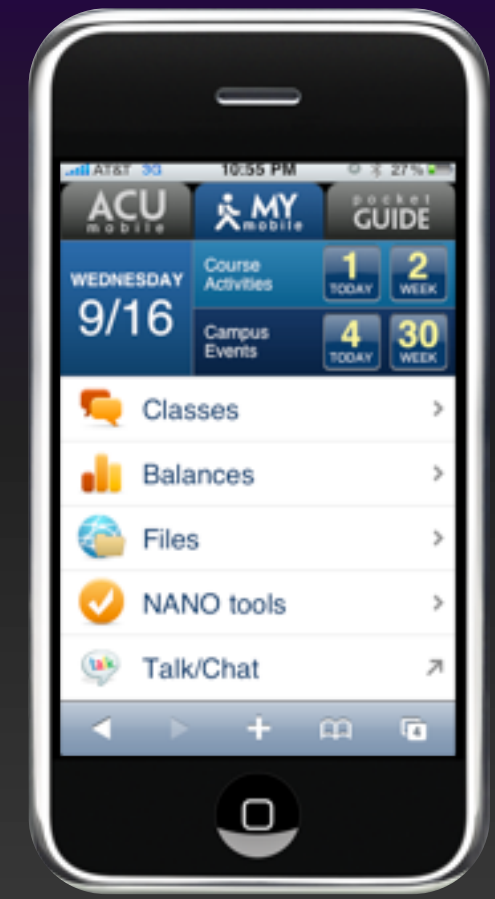 AT&T 3G 10:55 PM 27%
ACU mobile MY mobile pocket GUIDE
WEDNESDAY
9/16
Course Activities 1 TODAY 2 WEEK
Campus Events 4 TODAY 30 WEEK
Classes
Balances
Files
NANO tools
Talk/Chat
talk
4